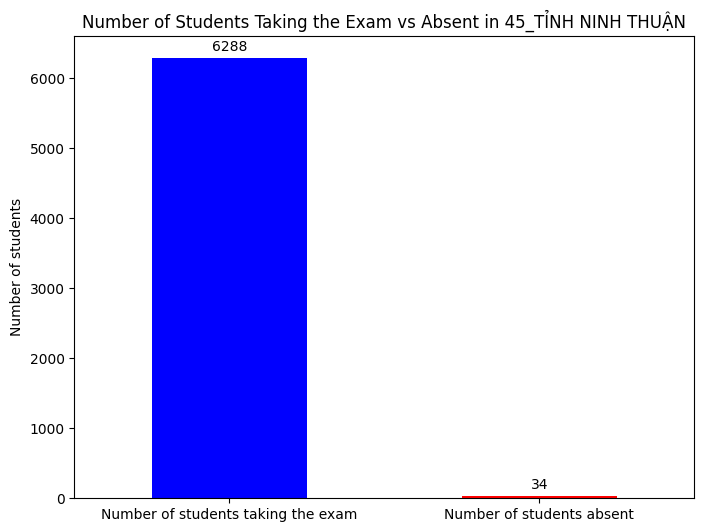 Number of Students Taking the Exam vs Absent in 45_TỈNH NINH THUẬN
6288
6000
5000
4000
3000
2000
1000
0
Number of students
34
Number of students taking the exam
Number of students absent